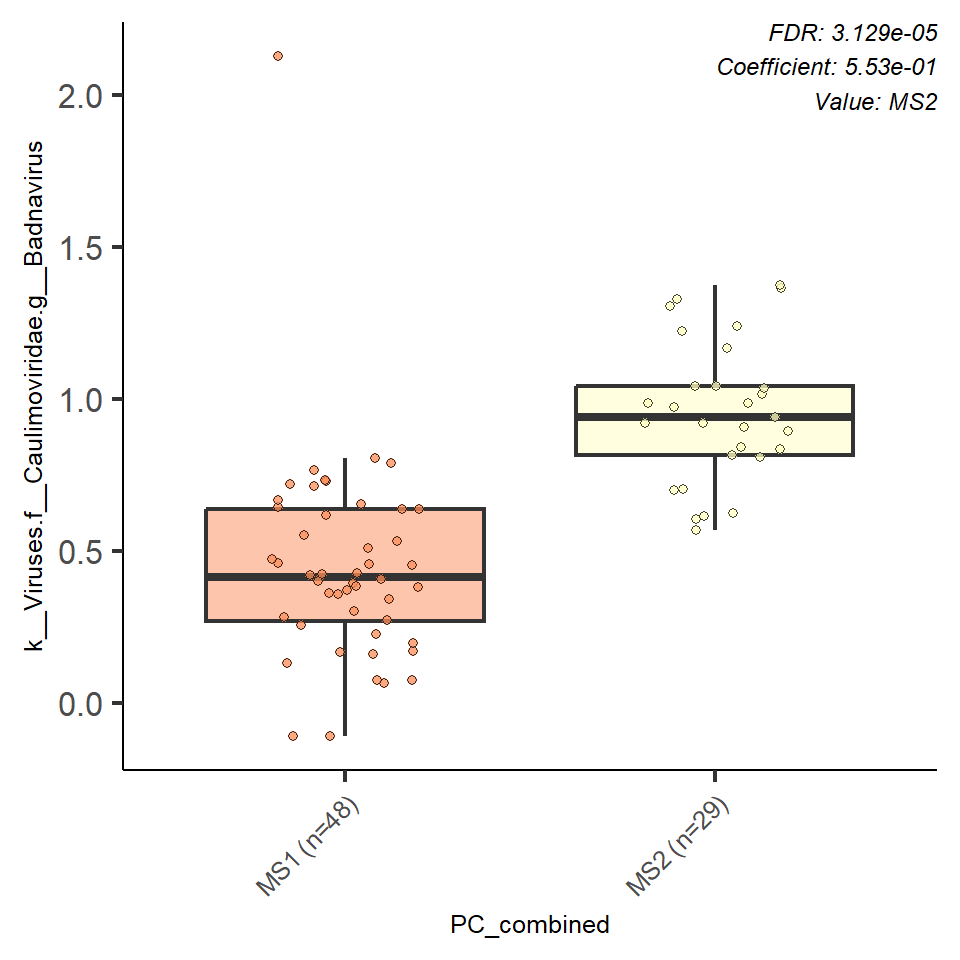 FDR: 3.129e-05
Coefficient: 5.53e-01
Value: MS2
k__Viruses.f__Caulimoviridae.g__Badnavirus
2.0
1.5
1.0
0.5
0.0
MS1 (n=48)
MS2 (n=29)
PC_combined